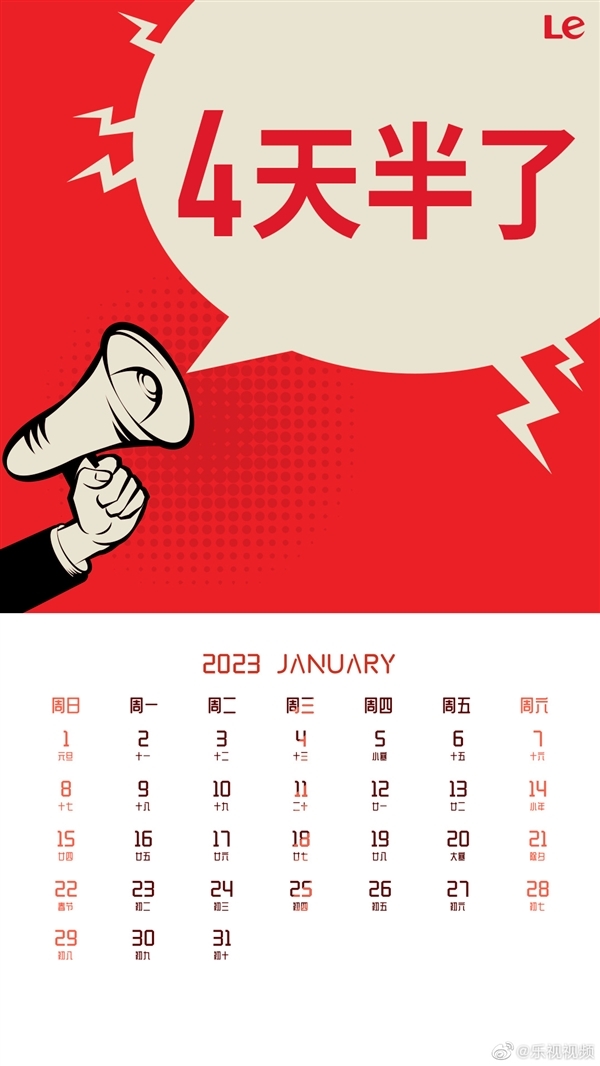 Le
4天半了
2023 JANUARY
周日 周一 周二 周三 周四 周五 周六
1 2 3 4 5 6 7
元旦 十一 十二 十三 小寒 十五 十六
8 9 10 11 12 13 14
十七 十八 十九 二十 廿一 廿二 小年
15 16 17 18 19 20 21
廿四 廿五 廿六 廿七 廿八 大寒 除夕
22 23 24 25 26 27 28
春节 初二 初三 初四 初五 初六 初七
29 30 31
初八 初九 初十
@乐视视频